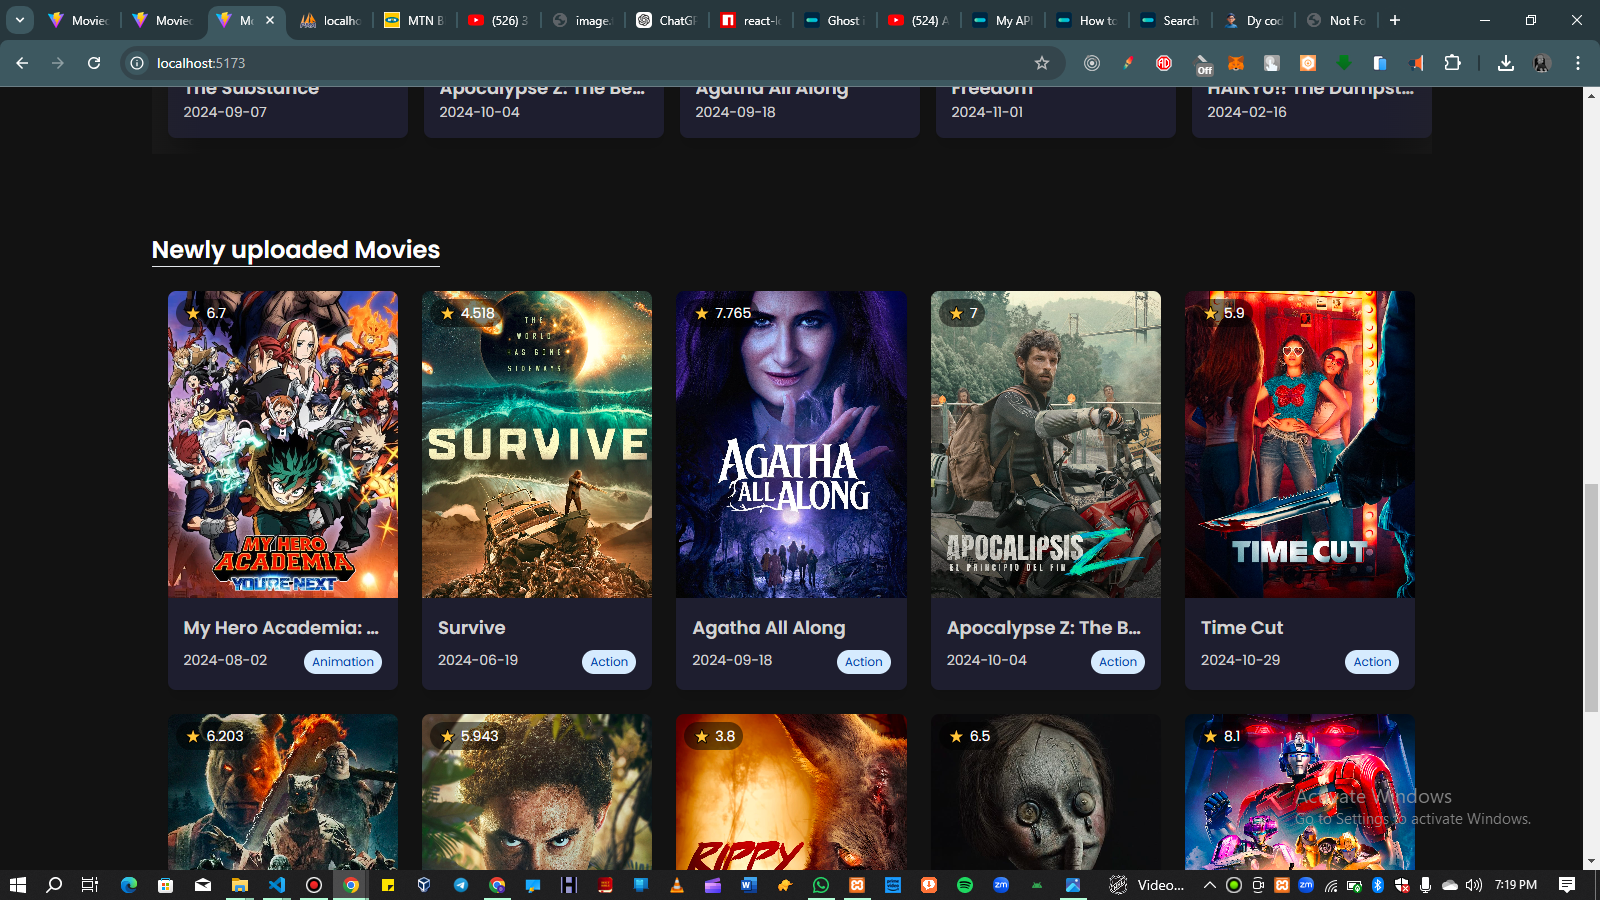 Movie
Movie
M
localho
MTN B
(526) 3
image.
ChatGP
react-lo
Ghost i
(524) A
My API
How to
Search
Dy cod
Not Fo
localhost:5173
Off
The Substance
Apocalypse Z: The Be...
Agatha All Along
Freedom
HAIKYU!! The Dumpst...
2024-09-07
2024-10-04
2024-09-18
2024-11-01
2024-02-16
Newly uploaded Movies
6.7
4.518
7.765
7
5.9
THE
WORLD
HAS GONE
SIDEWAYS
SURVIVE
AGATHA
ALL ALONG
APOCALIPSIS Z
EL PRINCIPIO DEL FIN
TIME CUT
MY HERO
ACADEMIA
YOU'RE NEXT
My Hero Academia: ...
Survive
Agatha All Along
Apocalypse Z: The B...
Time Cut
2024-08-02
Animation
2024-06-19
Action
2024-09-18
Action
2024-10-04
Action
2024-10-29
Action
6.203
5.943
3.8
6.5
8.1
RIPPY
Activate Windows
Go to Settings to activate Windows.
Video...
7:19 PM